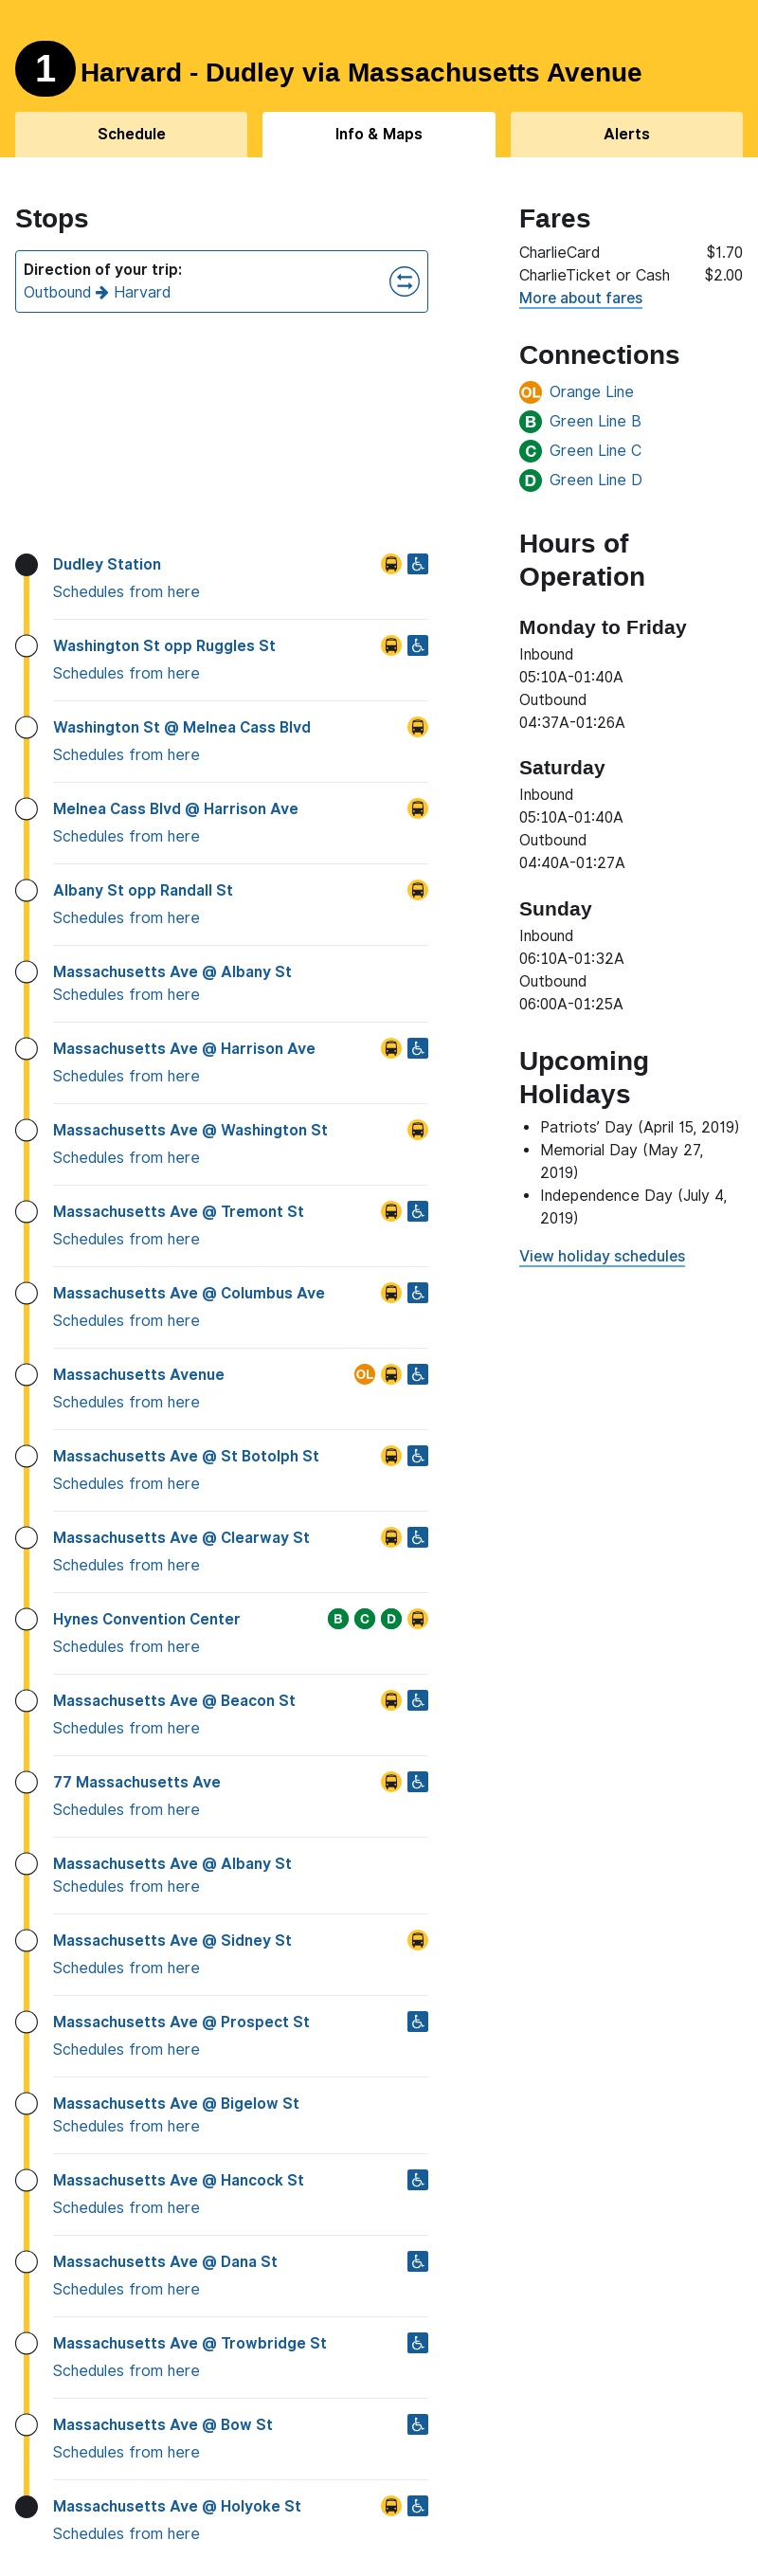 1 Harvard - Dudley via Massachusetts Avenue
Schedule
Info & Maps
Alerts
Stops
Direction of your trip:
Outbound → Harvard
Dudley Station
Schedules from here
Washington St opp Ruggles St
Schedules from here
Washington St @ Melnea Cass Blvd
Schedules from here
Melnea Cass Blvd @ Harrison Ave
Schedules from here
Albany St opp Randall St
Schedules from here
Massachusetts Ave @ Albany St
Schedules from here
Massachusetts Ave @ Harrison Ave
Schedules from here
Massachusetts Ave @ Washington St
Schedules from here
Massachusetts Ave @ Tremont St
Schedules from here
Massachusetts Ave @ Columbus Ave
Schedules from here
Massachusetts Avenue OL
Schedules from here
Massachusetts Ave @ St Botolph St
Schedules from here
Massachusetts Ave @ Clearway St
Schedules from here
Hynes Convention Center B C D
Schedules from here
Massachusetts Ave @ Beacon St
Schedules from here
77 Massachusetts Ave
Schedules from here
Massachusetts Ave @ Albany St
Schedules from here
Massachusetts Ave @ Sidney St
Schedules from here
Massachusetts Ave @ Prospect St
Schedules from here
Massachusetts Ave @ Bigelow St
Schedules from here
Massachusetts Ave @ Hancock St
Schedules from here
Massachusetts Ave @ Dana St
Schedules from here
Massachusetts Ave @ Trowbridge St
Schedules from here
Massachusetts Ave @ Bow St
Schedules from here
Massachusetts Ave @ Holyoke St
Schedules from here
Fares
CharlieCard $1.70
CharlieTicket or Cash $2.00
More about fares
Connections
OL Orange Line
B Green Line B
C Green Line C
D Green Line D
Hours of
Operation
Monday to Friday
Inbound
05:10A-01:40A
Outbound
04:37A-01:26A
Saturday
Inbound
05:10A-01:40A
Outbound
04:40A-01:27A
Sunday
Inbound
06:10A-01:32A
Outbound
06:00A-01:25A
Upcoming
Holidays
• Patriots’ Day (April 15, 2019)
• Memorial Day (May 27,
2019)
• Independence Day (July 4,
2019)
View holiday schedules